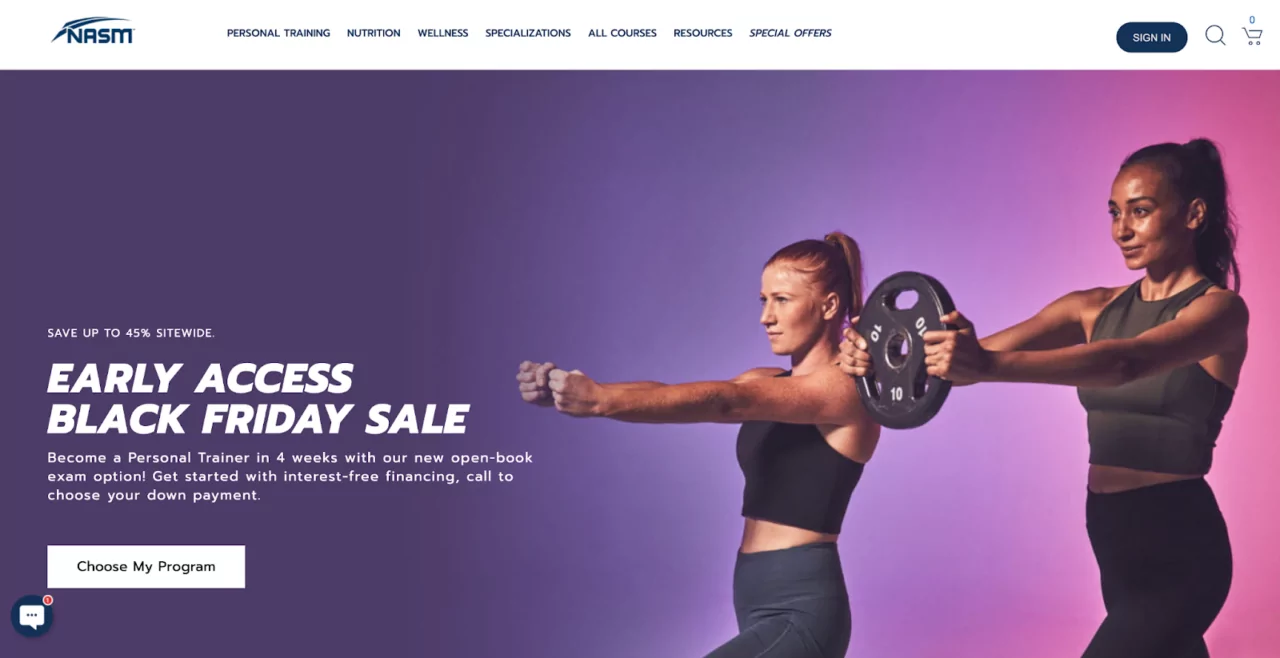 NASM
PERSONAL TRAINING
NUTRITION
WELLNESS
SPECIALIZATIONS
ALL COURSES
RESOURCES
SPECIAL OFFERS
SIGN IN
0
SAVE UP TO 45% SITEWIDE.
EARLY ACCESS
BLACK FRIDAY SALE
Become a Personal Trainer in 4 weeks with our new open-book
exam option! Get started with interest-free financing, call to
choose your down payment.
Choose My Program
1
10
10
10